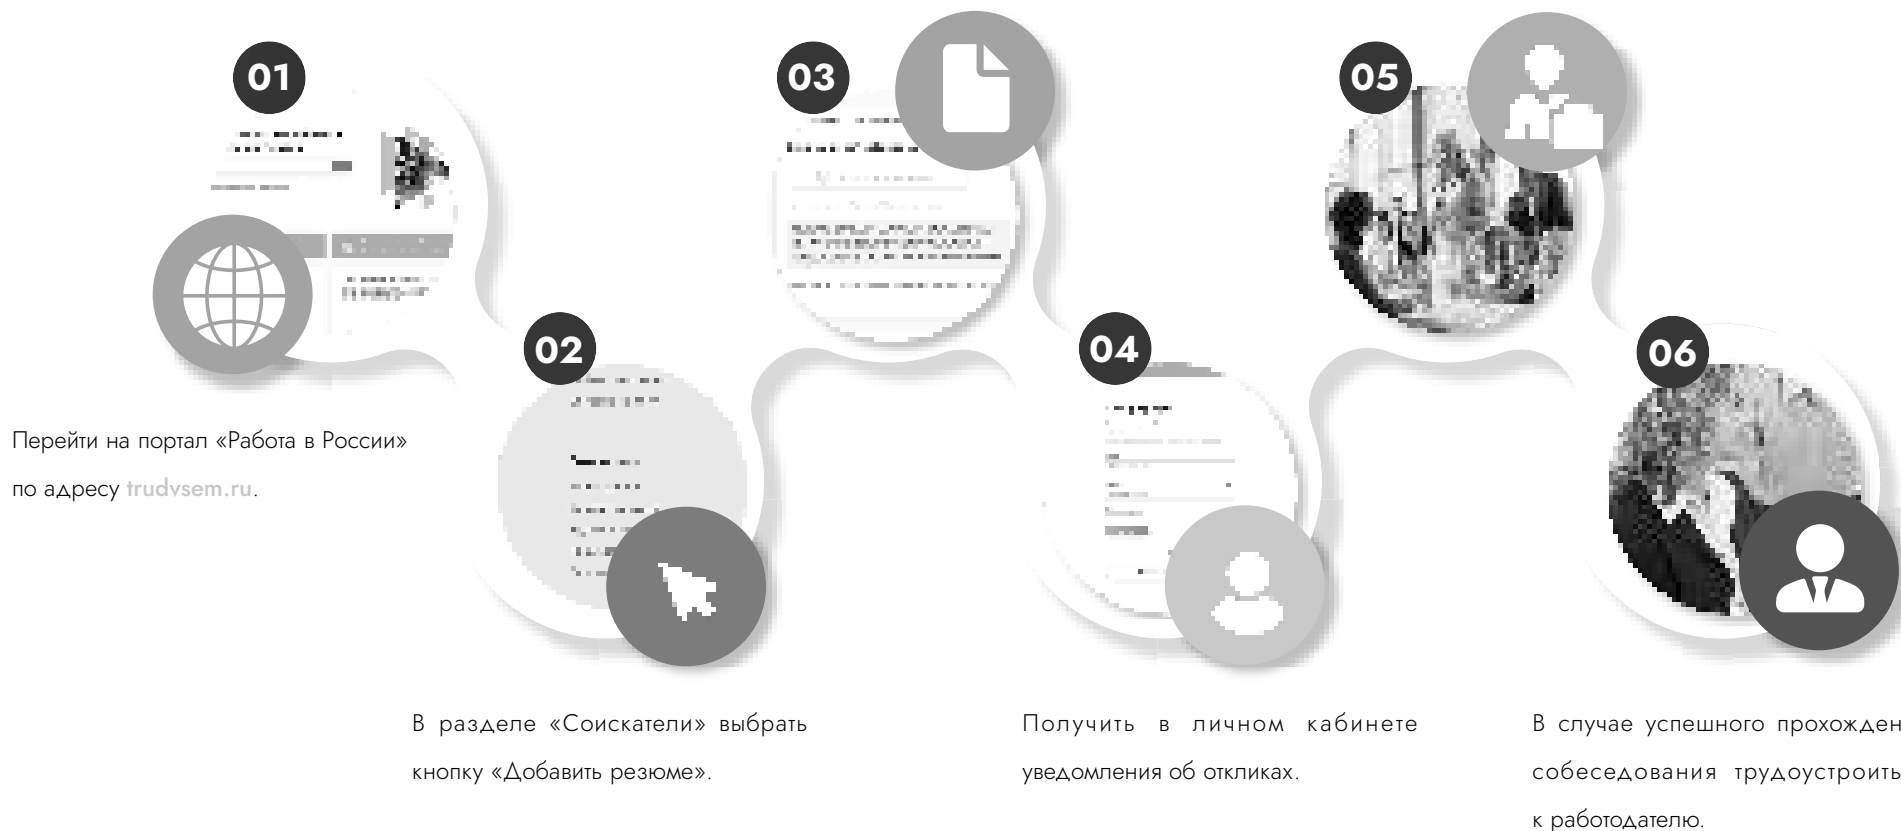 01
03
05
02
04
06
Перейти на портал «Работа в России»
по адресу trudvsem.ru.
В разделе «Соискатели» выбрать
кнопку «Добавить резюме».
Получить в личном кабинете
уведомления об откликах.
В случае успешного прохожден
собеседования трудоустроить
к работодателю.